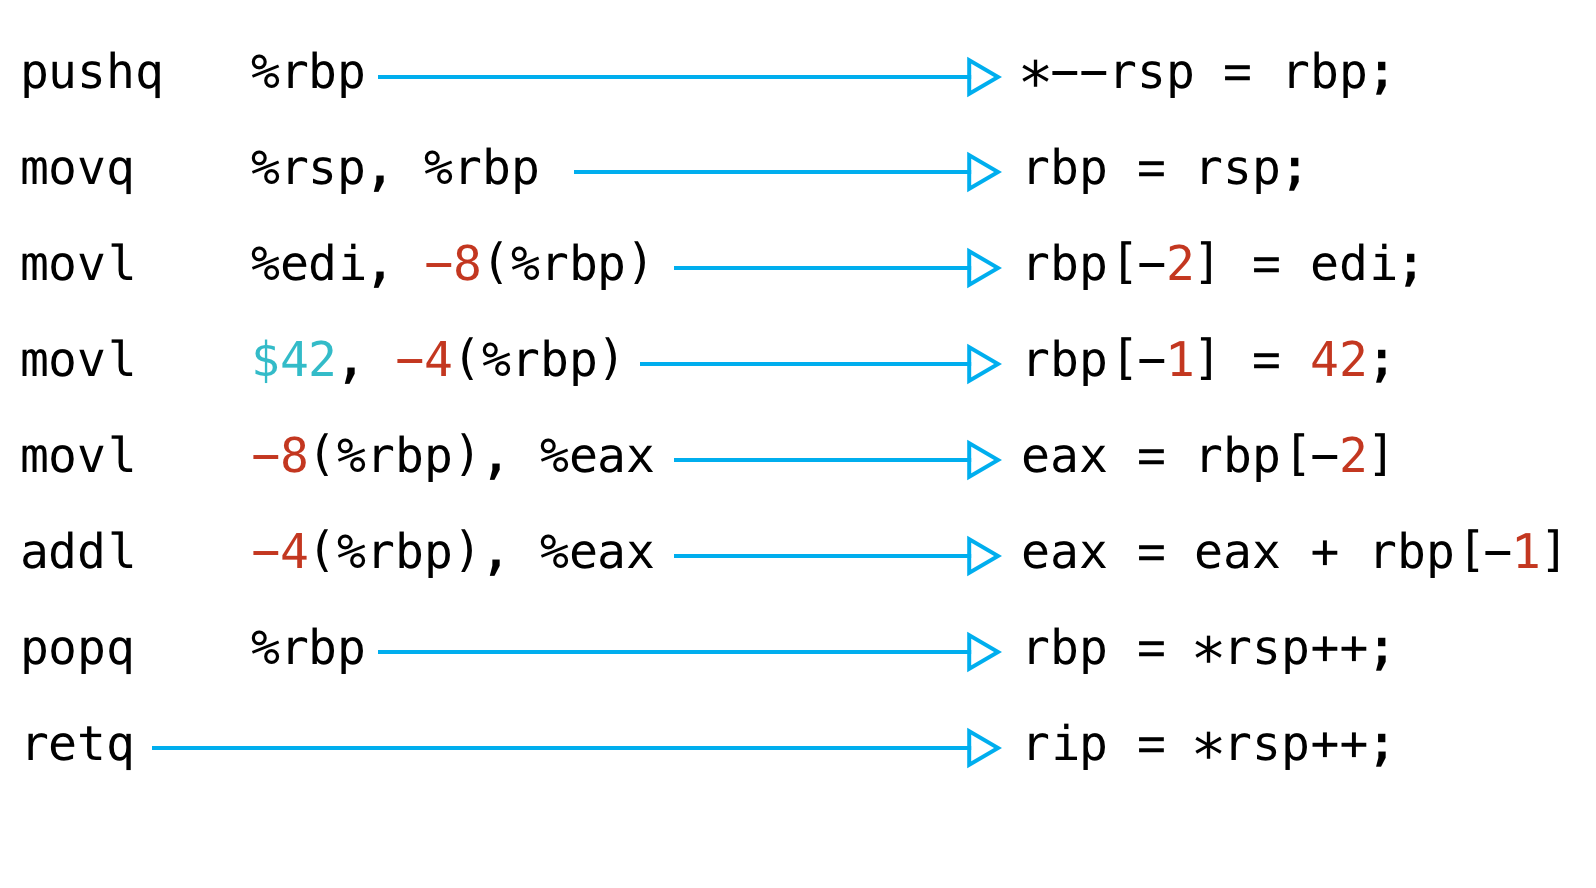 pushq %rbp *--rsp = rbp;
movq %rsp, %rbp rbp = rsp;
movl %edi, -8(%rbp) rbp[-2] = edi;
movl $42, -4(%rbp) rbp[-1] = 42;
movl -8(%rbp), %eax eax = rbp[-2]
addl -4(%rbp), %eax eax = eax + rbp[-1]
popq %rbp rbp = *rsp++;
retq rip = *rsp++;